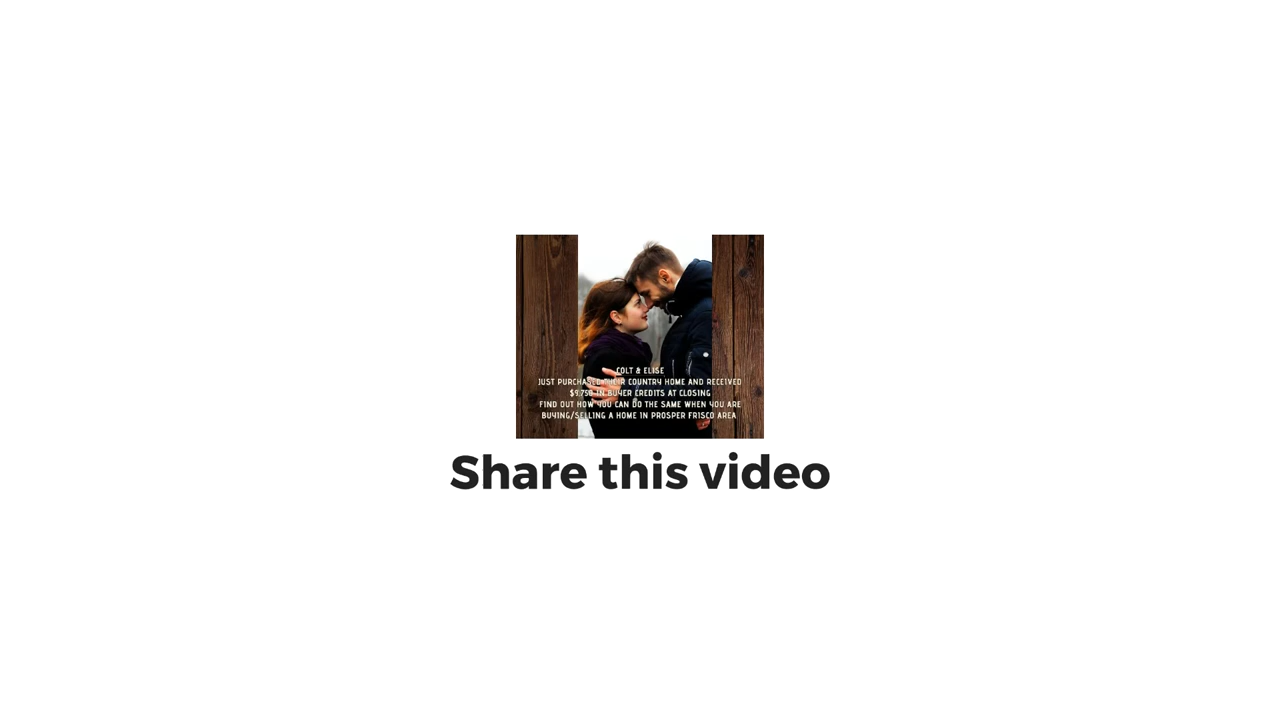 COLT & ELISE
JUST PURCHASED THEIR COUNTRY HOME AND RECEIVED
$9,750 IN BUYER CREDITS AT CLOSING
FIND OUT HOW YOU CAN DO THE SAME WHEN YOU ARE
BUYING/SELLING A HOME IN PROSPER FRISCO AREA
Share this video